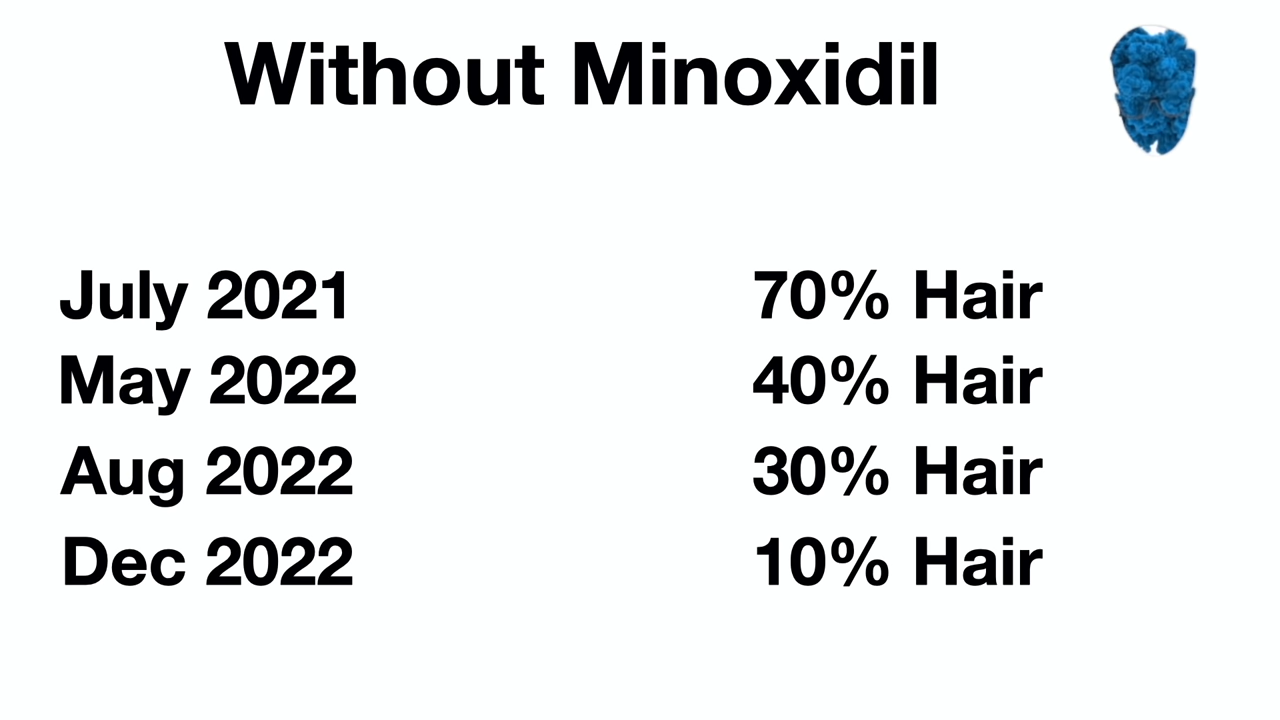 Without Minoxidil
July 2021 70% Hair
May 2022 40% Hair
Aug 2022 30% Hair
Dec 2022 10% Hair